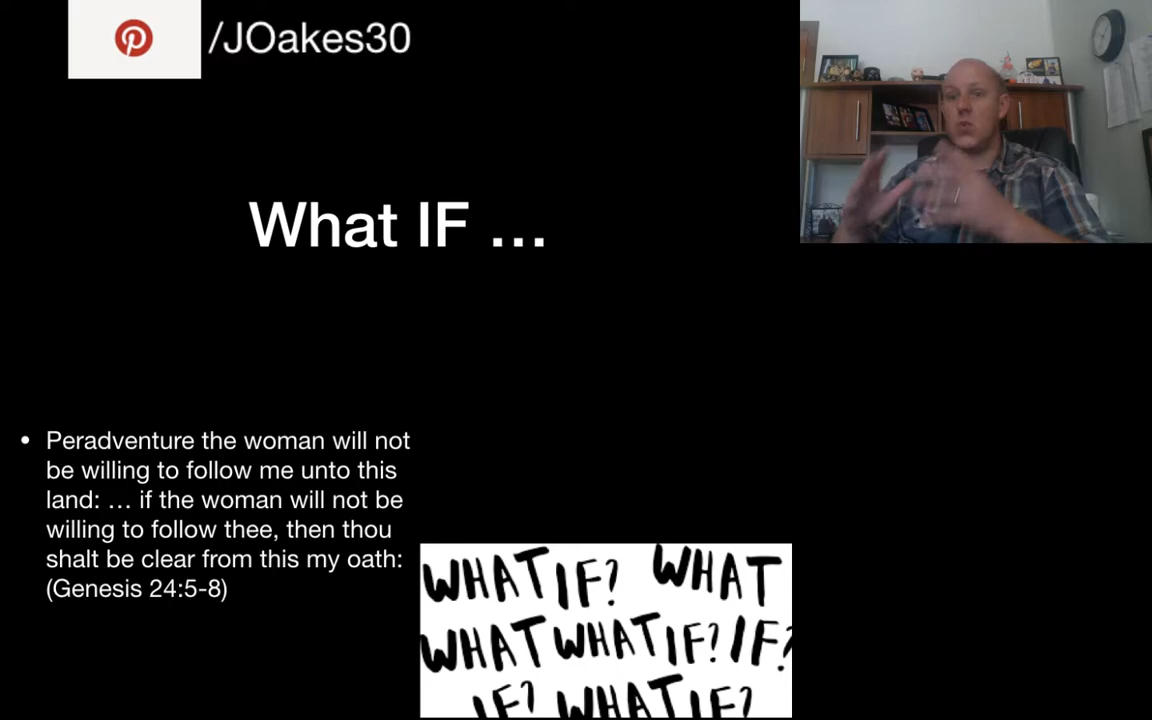 /JOakes30
What IF ...
• Peradventure the woman will not
be willing to follow me unto this
land: ... if the woman will not be
willing to follow thee, then thou
shalt be clear from this my oath:
(Genesis 24:5-8)
WHAT IF? WHAT
WHAT WHAT IF? IF?
IF? WHAT IF?